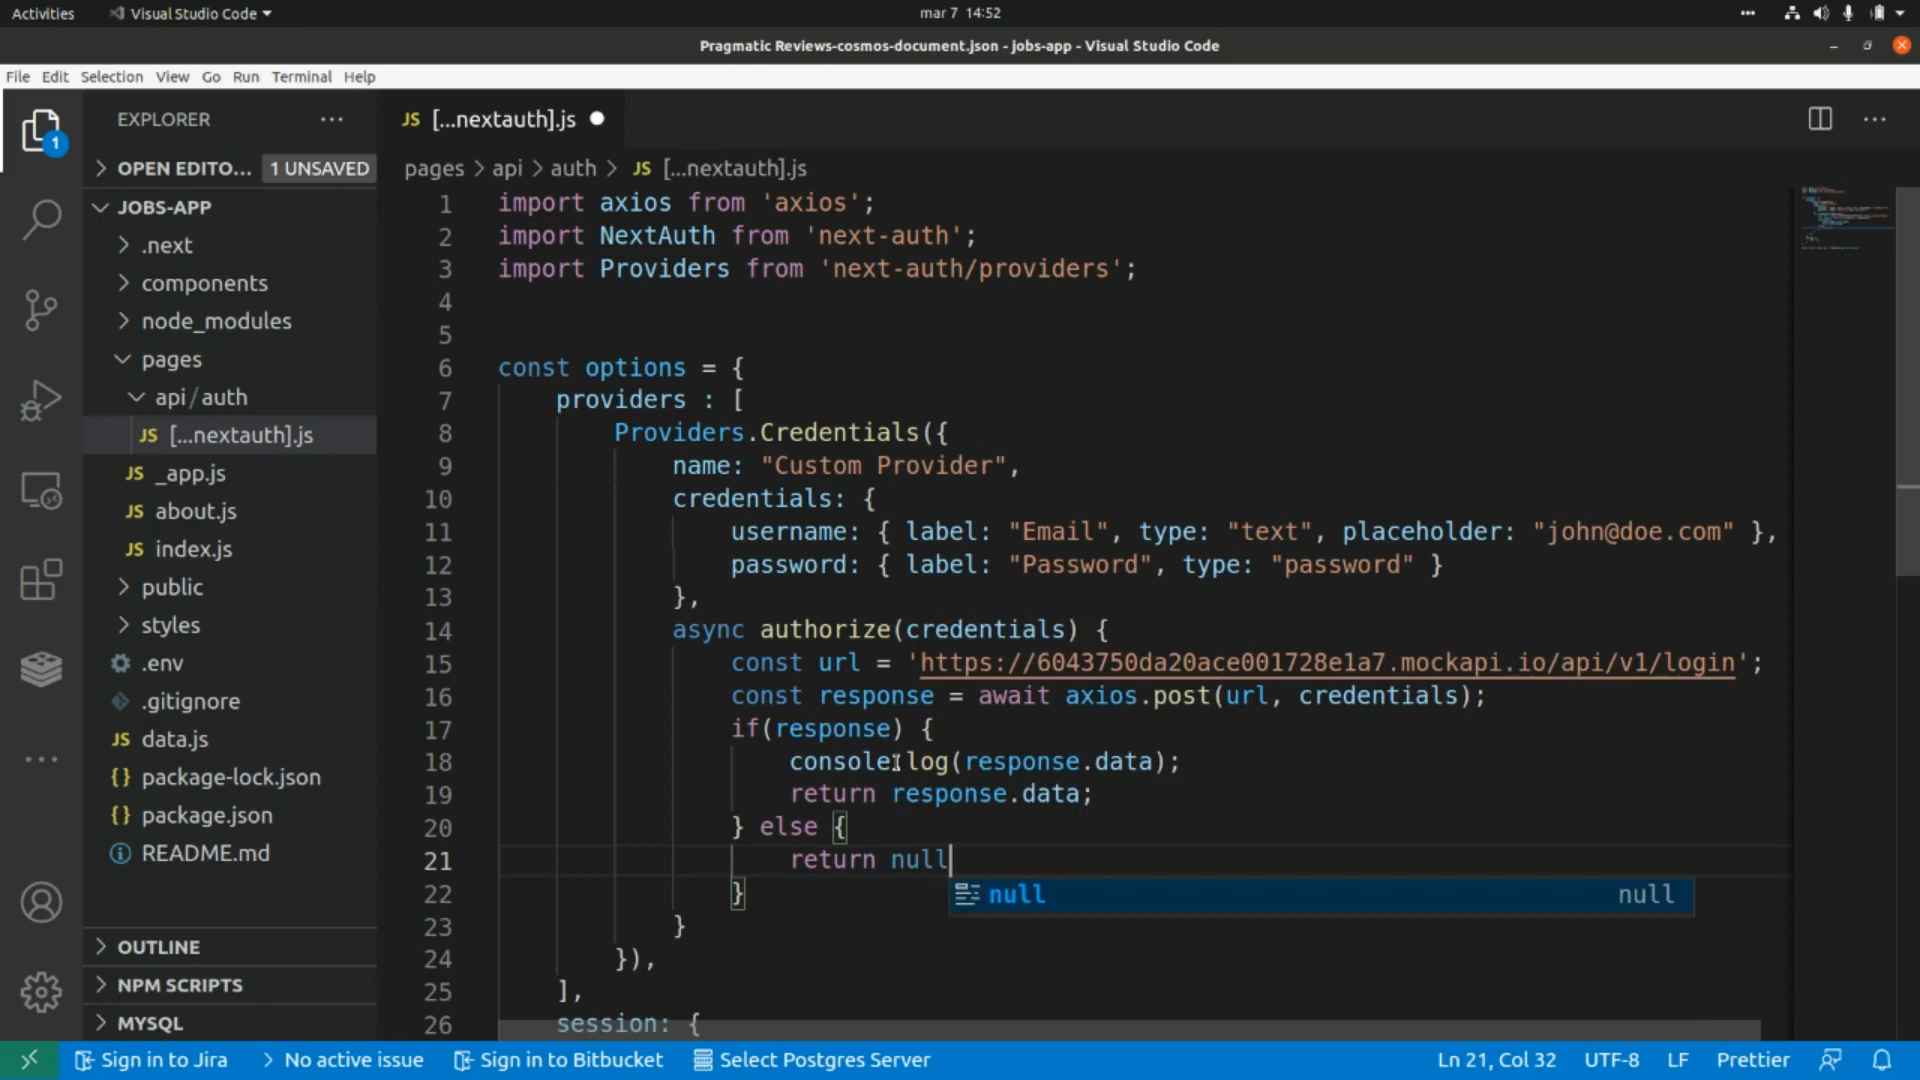 Activities
Visual Studio Code
mar 7 14:52
Pragmatic Reviews-cosmos-document.json - jobs-app - Visual Studio Code
File Edit Selection View Go Run Terminal Help
EXPLORER
JS [...nextauth].js
1
OPEN EDITO... 1 UNSAVED
JOBS-APP
.next
components
node_modules
pages
api/auth
JS [...nextauth].js
JS _app.js
JS about.js
JS index.js
public
styles
.env
.gitignore
JS data.js
{} package-lock.json
{} package.json
README.md
OUTLINE
NPM SCRIPTS
MYSQL
pages > api > auth > JS [...nextauth].js
1 import axios from 'axios';
2 import NextAuth from 'next-auth';
3 import Providers from 'next-auth/providers';
4
5
6 const options = {
7 providers : [
8 Providers.Credentials({
9 name: "Custom Provider",
10 credentials: {
11 username: { label: "Email", type: "text", placeholder: "john@doe.com" },
12 password: { label: "Password", type: "password" }
13 },
14 async authorize(credentials) {
15 const url = 'https://6043750da20ace001728e1a7.mockapi.io/api/v1/login';
16 const response = await axios.post(url, credentials);
17 if(response) {
18 console.log(response.data);
19 return response.data;
20 } else {
21 return null
22 }
null null
23 }
24 }),
25 ],
26 session: {
Sign in to Jira > No active issue Sign in to Bitbucket Select Postgres Server Ln 21, Col 32 UTF-8 LF Prettier